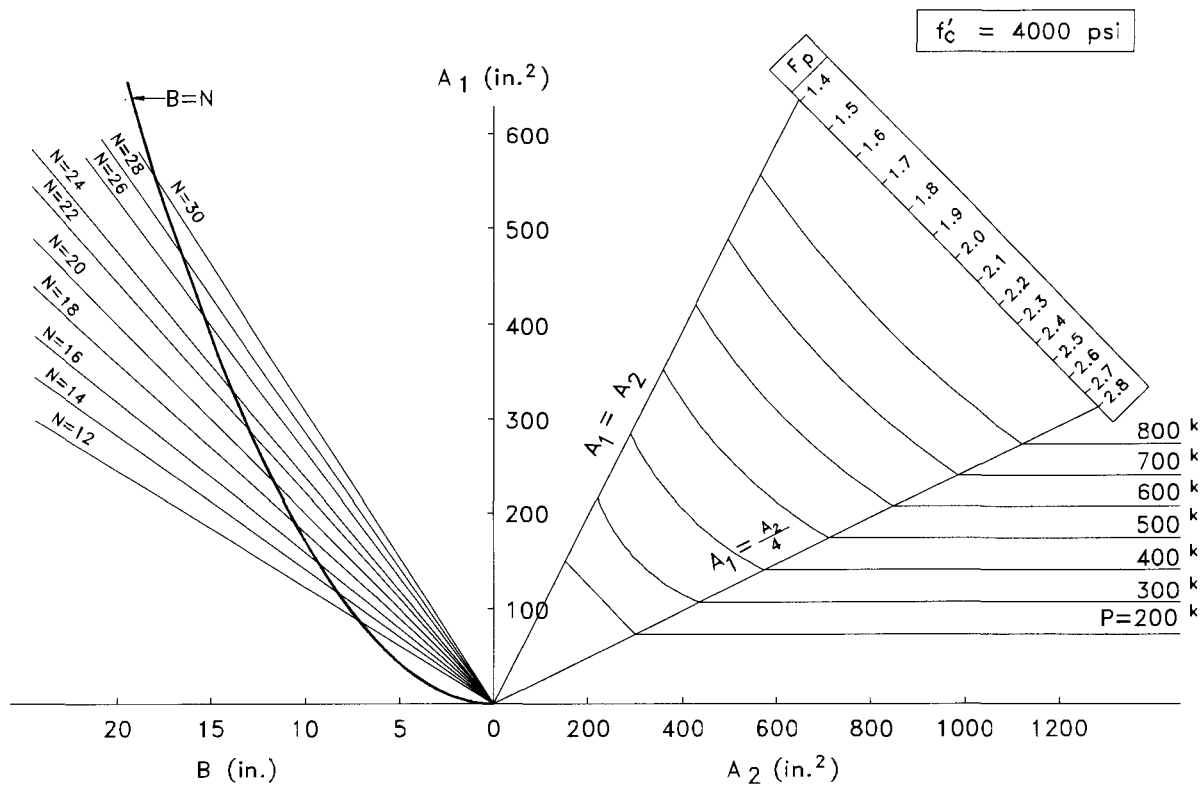 f'c = 4000 psi
A1 (in.²)
B=N
Fp
1.4
1.5
1.6
1.7
1.8
1.9
2.0
2.1
2.2
2.3
2.4
2.5
2.6
2.7
2.8
N=30
N=28
N=26
N=24
N=22
N=20
N=18
N=16
N=14
N=12
600
500
400
300
200
100
A1 = A2
A1 = A2/4
800 k
700 k
600 k
500 k
400 k
300 k
P=200 k
20 15 10 5 0 200 400 600 800 1000 1200
B (in.)
A2 (in.²)